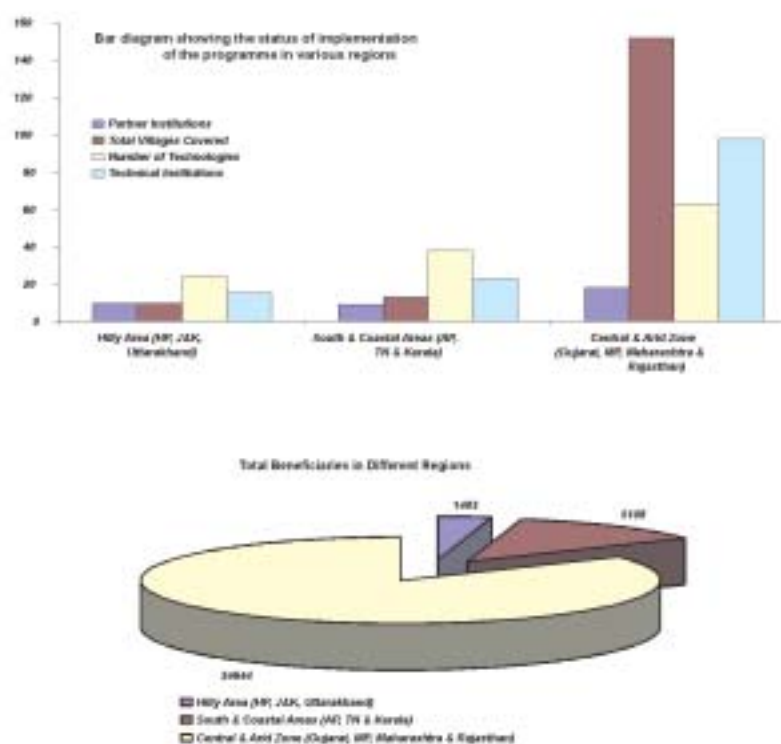 160
Bar diagram showing the status of implementation
of the programme in various regions
140
120
Partner Institutions
Total Villages Covered
100
Number of Technologies
Technical Institutions
80
60
40
20
0
Hilly Area (HP, J&K,
Uttarakhand)
South & Coastal Areas (AP,
TN & Kerala)
Central & Arid Zone
(Gujarat, MP, Maharashtra &
Rajasthan)
Total Beneficiaries in Different Regions
Hilly Area (HP, J&K, Uttarakhand)
South & Coastal Areas (AP, TN & Kerala)
Central & Arid Zone (Gujarat, MP, Maharashtra & Rajasthan)